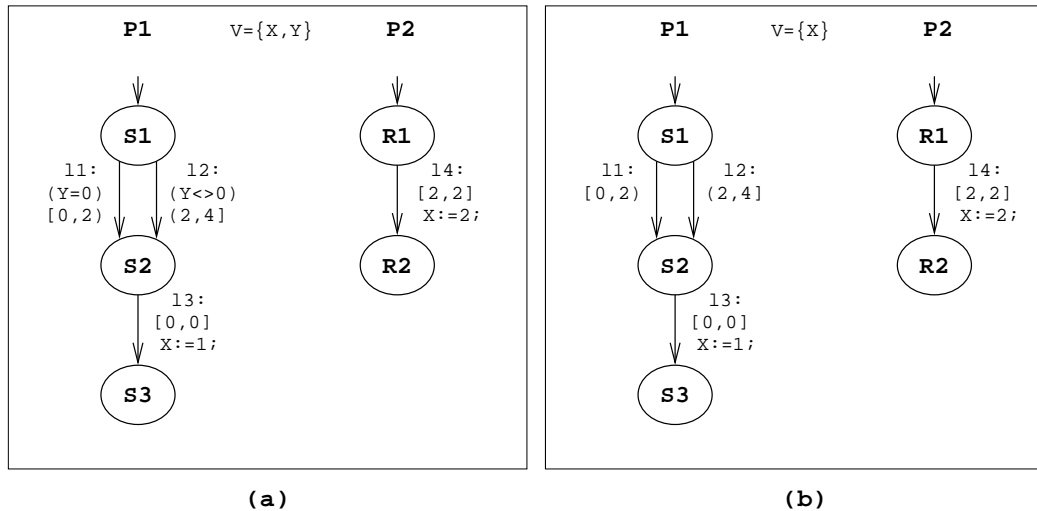 P1 V={X,Y} P2
S1 R1
l1: l2: l4:
(Y=0) (Y<>0) [2,2]
[0,2) (2,4] X:=2;
S2 R2
l3:
[0,0]
X:=1;
S3
(a)
P1 V={X} P2
S1 R1
l1: l2: l4:
[0,2) (2,4] [2,2]
X:=2;
S2 R2
l3:
[0,0]
X:=1;
S3
(b)